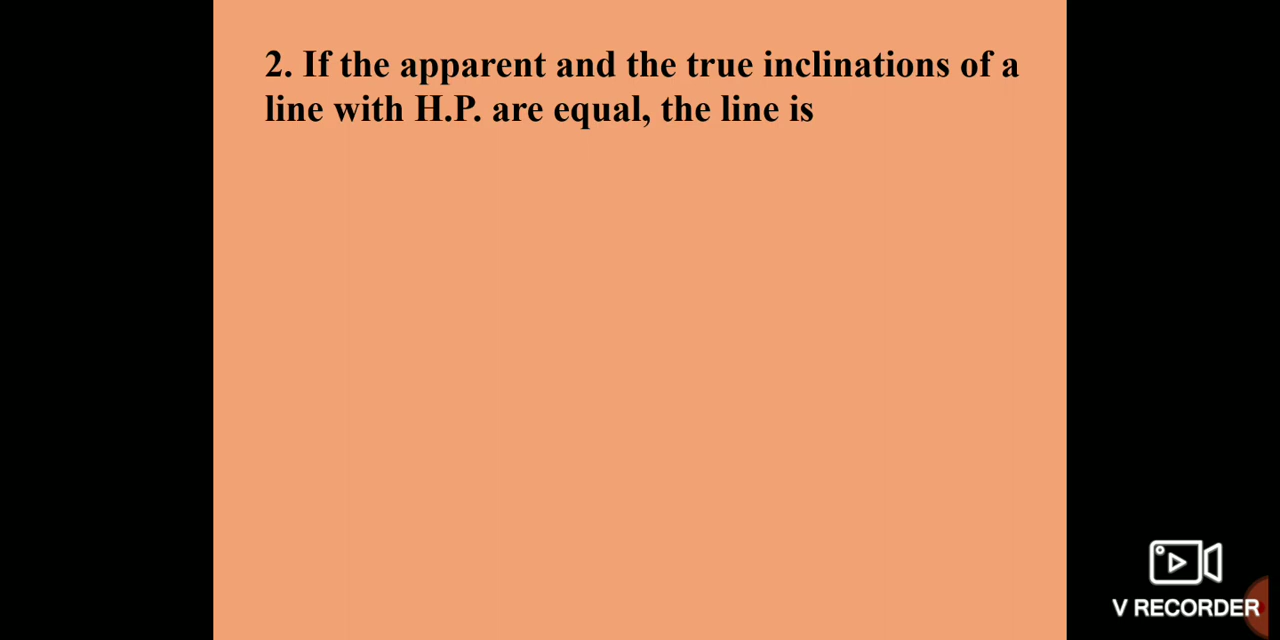 2. If the apparent and the true inclinations of a
line with H.P. are equal, the line is
V RECORDER